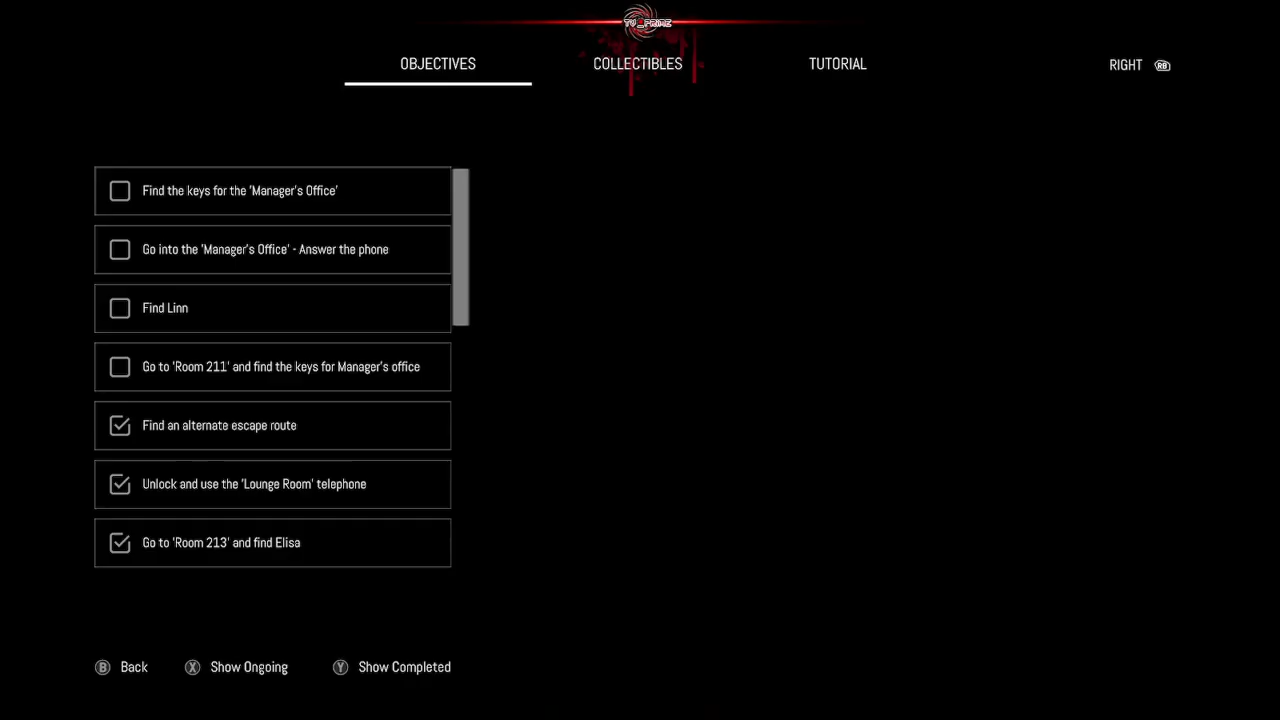 TV_PRIME
OBJECTIVES
COLLECTIBLES
TUTORIAL
RIGHT RB
Find the keys for the 'Manager's Office'
Go into the 'Manager's Office' - Answer the phone
Find Linn
Go to 'Room 211' and find the keys for Manager's office
Find an alternate escape route
Unlock and use the 'Lounge Room' telephone
Go to 'Room 213' and find Elisa
B Back
X Show Ongoing
Y Show Completed